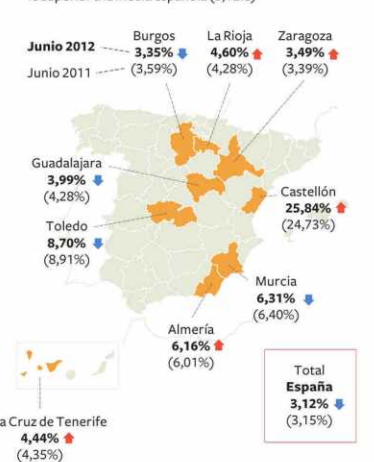 Junio 2012
Junio 2011
Burgos
3,35%
(3,59%)
La Rioja
4,60%
(4,28%)
Zaragoza
3,49%
(3,39%)
Guadalajara
3,99%
(4,28%)
Toledo
8,70%
(8,91%)
Castellón
25,84%
(24,73%)
Murcia
6,31%
(6,40%)
Almería
6,16%
(6,01%)
a Cruz de Tenerife
4,44%
(4,35%)
Total
España
3,12%
(3,15%)